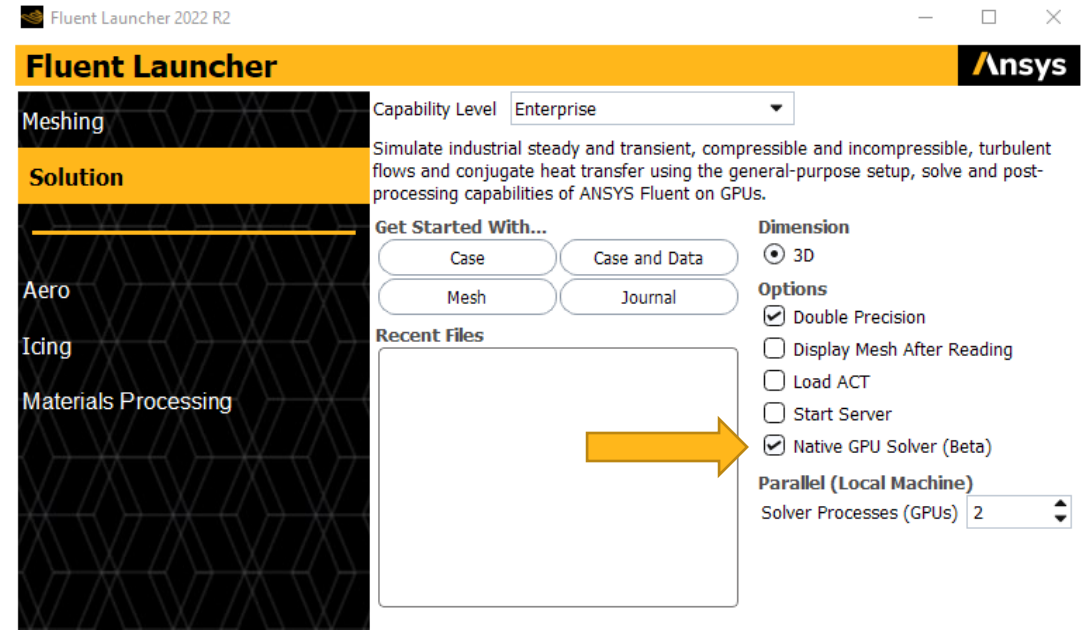 Fluent Launcher 2022 R2
Fluent Launcher
Ansys
Meshing
Solution
Aero
Icing
Materials Processing
Capability Level Enterprise
Simulate industrial steady and transient, compressible and incompressible, turbulent
flows and conjugate heat transfer using the general-purpose setup, solve and post-
processing capabilities of ANSYS Fluent on GPUs.
Get Started With...
Case
Case and Data
Mesh
Journal
Recent Files
Dimension
3D
Options
Double Precision
Display Mesh After Reading
Load ACT
Start Server
Native GPU Solver (Beta)
Parallel (Local Machine)
Solver Processes (GPUs) 2